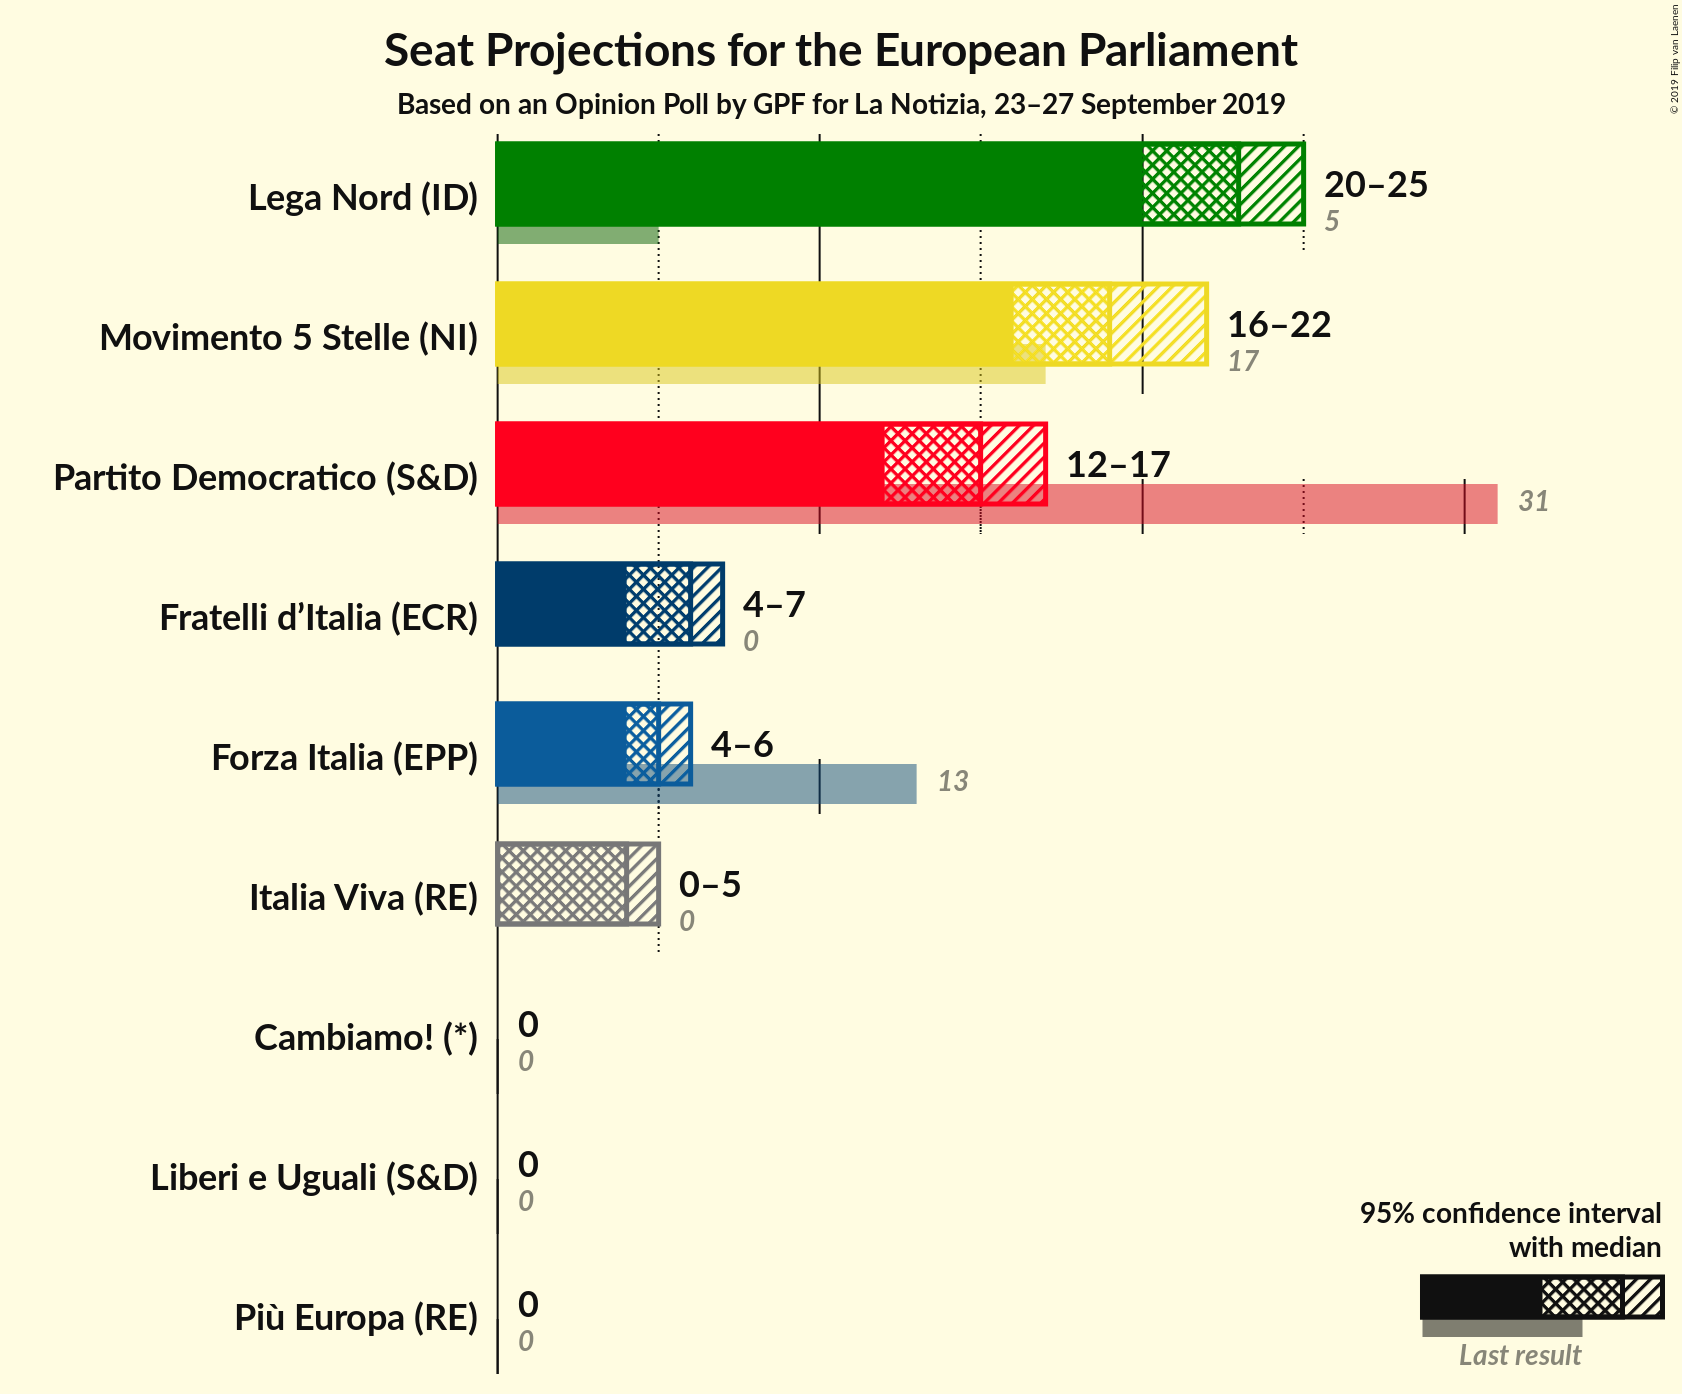 Seat Projections for the European Parliament
Based on an Opinion Poll by GPF for La Notizia, 23–27 September 2019
© 2019 Filip van Laenen
Lega Nord (ID)
20–25
5
Movimento 5 Stelle (NI)
16–22
17
Partito Democratico (S&D)
12–17
31
Fratelli d’Italia (ECR)
4–7
0
Forza Italia (EPP)
4–6
13
Italia Viva (RE)
0–5
0
Cambiamo! (*)
0
0
Liberi e Uguali (S&D)
0
0
Più Europa (RE)
0
0
95% confidence interval
with median
Last result